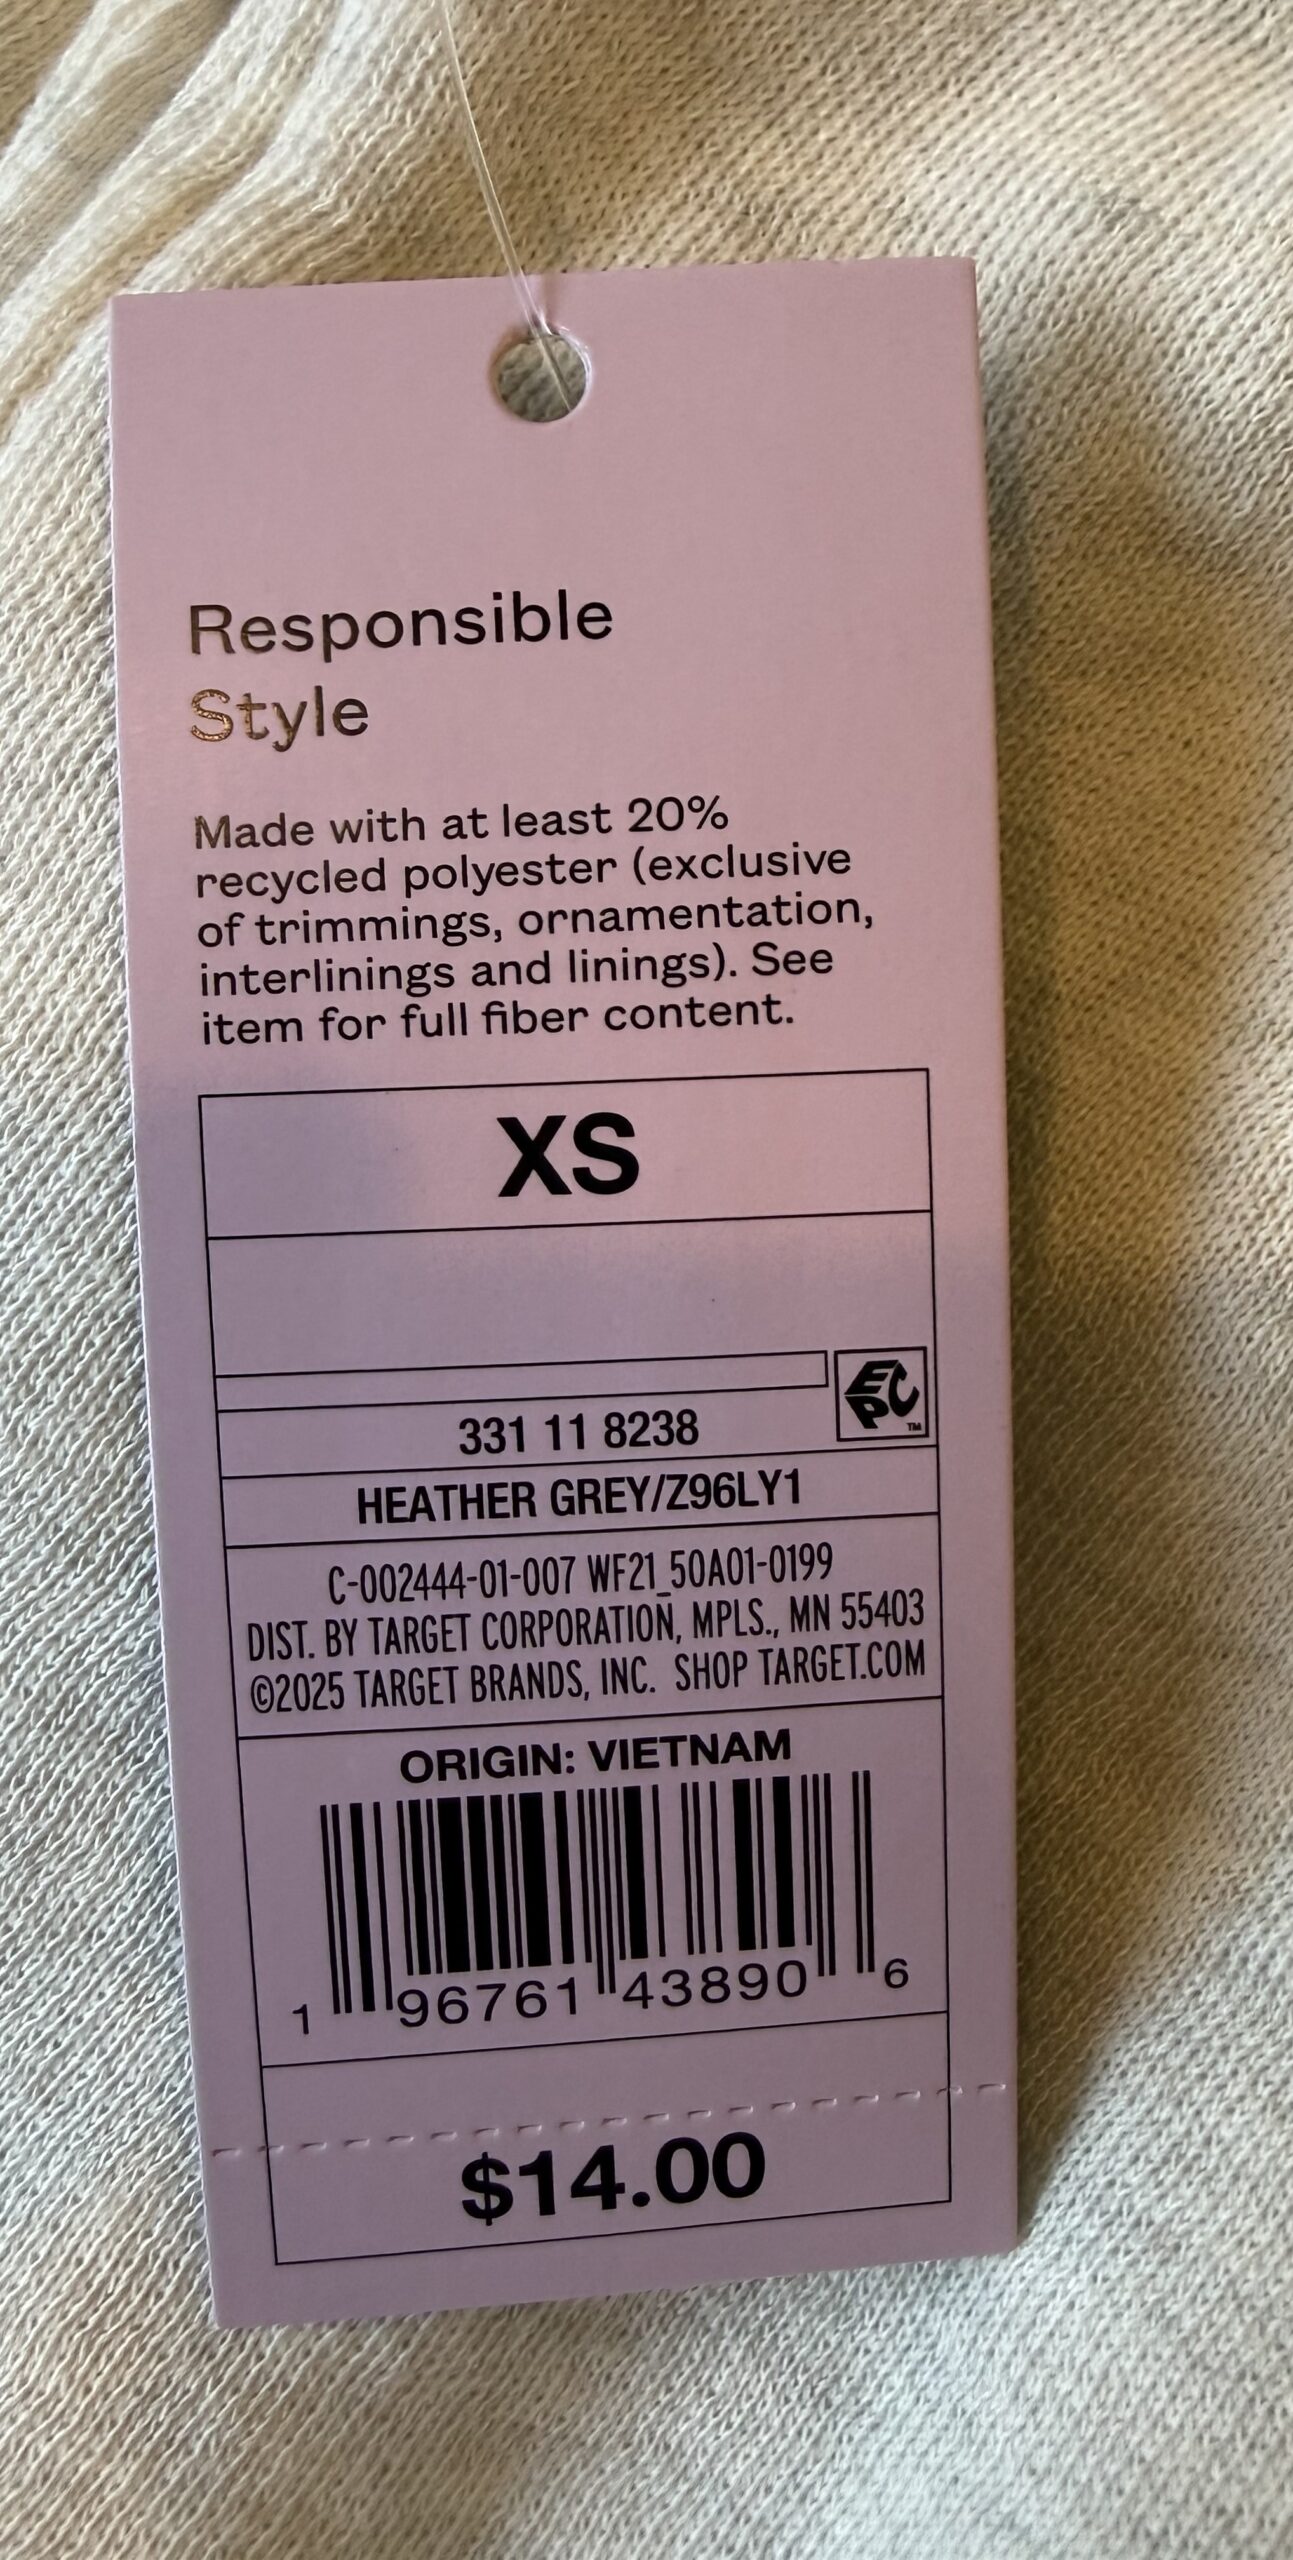 Responsible
Style
Made with at least 20%
recycled polyester (exclusive
of trimmings, ornamentation,
interlinings and linings). See
item for full fiber content.
XS
EPC™
331 11 8238
HEATHER GREY/Z96LY1
C-002444-01-007 WF21_50A01-0199
DIST. BY TARGET CORPORATION, MPLS., MN 55403
©2025 TARGET BRANDS, INC. SHOP TARGET.COM
ORIGIN: VIETNAM
1 96761 43890 6
$14.00